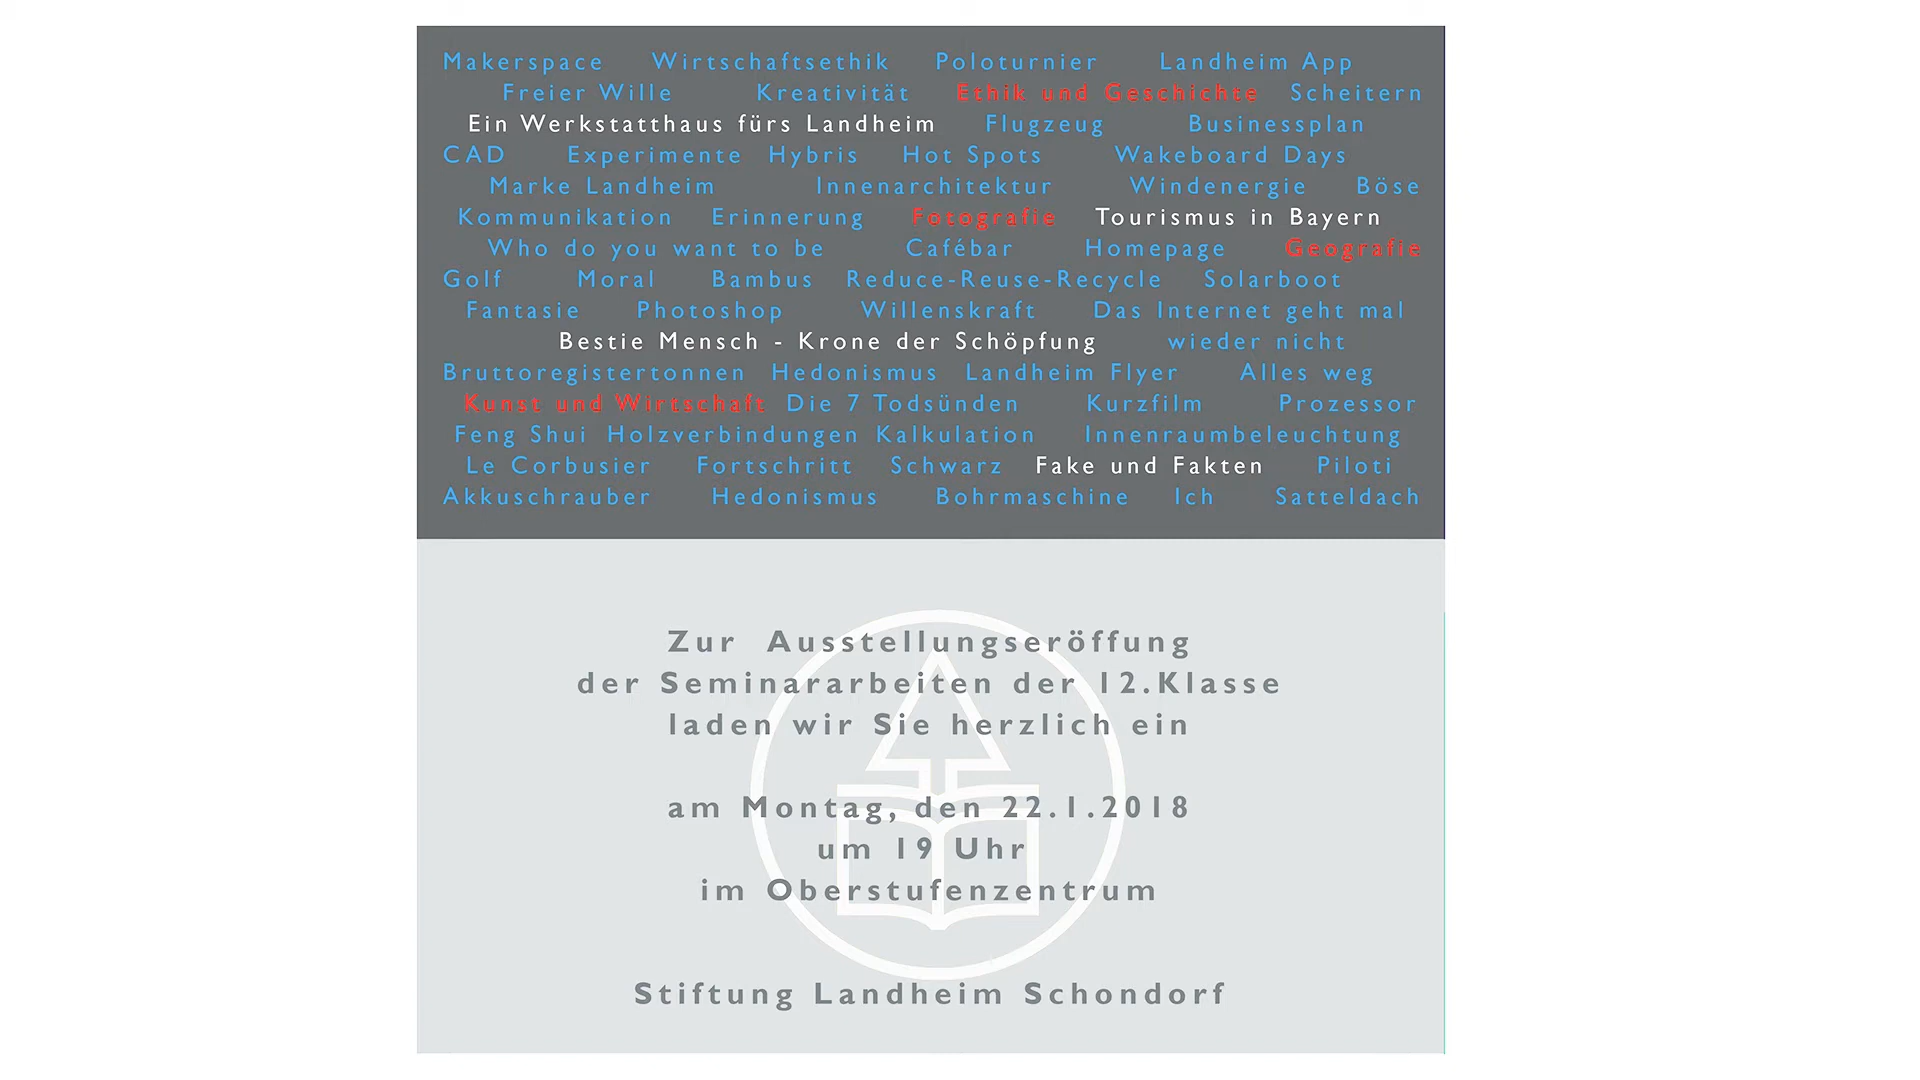 Makerspace Wirtschaftsethik Poloturnier Landheim App
Freier Wille Kreativität Ethik und Geschichte Scheitern
Ein Werkstatthaus fürs Landheim Flugzeug Businessplan
CAD Experimente Hybris Hot Spots Wakeboard Days
Marke Landheim Innenarchitektur Windenergie Böse
Kommunikation Erinnerung Fotografie Tourismus in Bayern
Who do you want to be Cafébar Homepage Geografie
Golf Moral Bambus Reduce-Reuse-Recycle Solarboot
Fantasie Photoshop Willenskraft Das Internet geht mal
Bestie Mensch - Krone der Schöpfung wieder nicht
Bruttoregistertonnen Hedonismus Landheim Flyer Alles weg
Kunst und Wirtschaft Die 7 Todsünden Kurzfilm Prozessor
Feng Shui Holzverbindungen Kalkulation Innenraumbeleuchtung
Le Corbusier Fortschritt Schwarz Fake und Fakten Piloti
Akkuschrauber Hedonismus Bohrmaschine Ich Satteldach
Zur Ausstellungseröffung
der Seminararbeiten der 12.Klasse
laden wir Sie herzlich ein
am Montag, den 22.1.2018
um 19 Uhr
im Oberstufenzentrum
Stiftung Landheim Schondorf